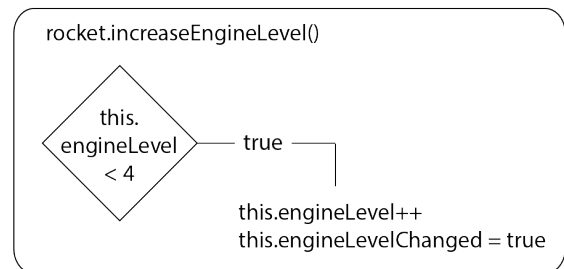 rocket.increaseEngineLevel()
this.
engineLevel
< 4
true
this.engineLevel++
this.engineLevelChanged = true